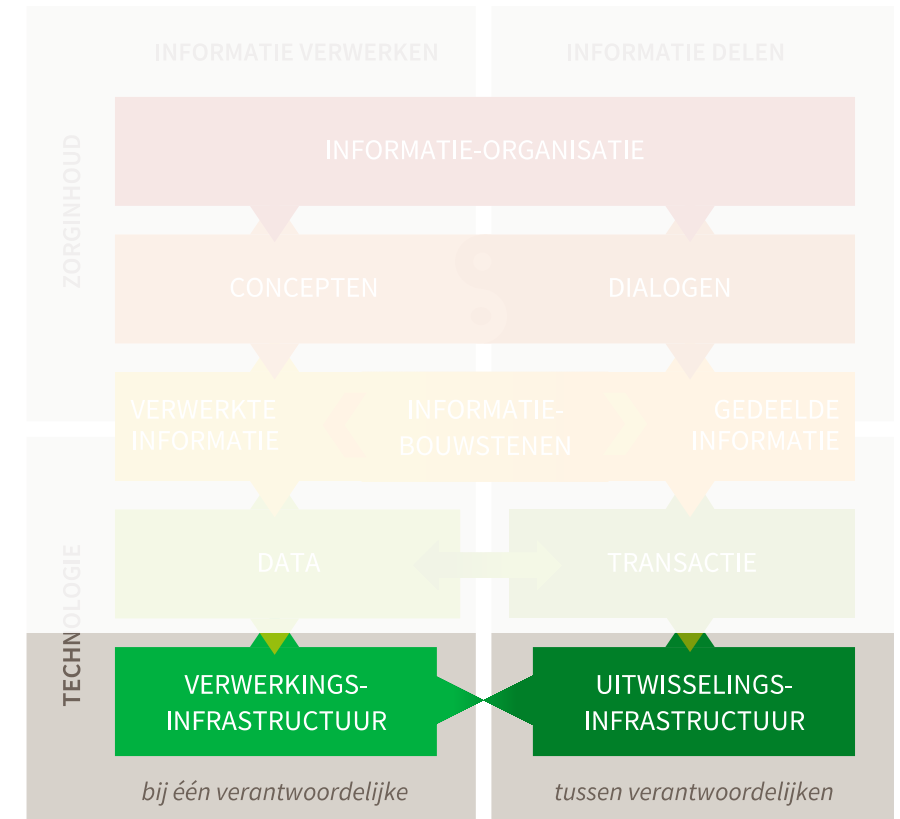 INFORMATIE VERWERKEN
INFORMATIE DELEN
ZORGINHOUD
INFORMATIE-ORGANISATIE
CONCEPTEN
DIALOGEN
VERWERKTE
INFORMATIE
INFORMATIE-
BOUWSTENEN
GEDEELDE
INFORMATIE
TECHNOLOGIE
DATA
TRANSACTIE
VERWERKINGS-
INFRASTRUCTUUR
UITWISSELINGS-
INFRASTRUCTUUR
bij één verantwoordelijke
tussen verantwoordelijken